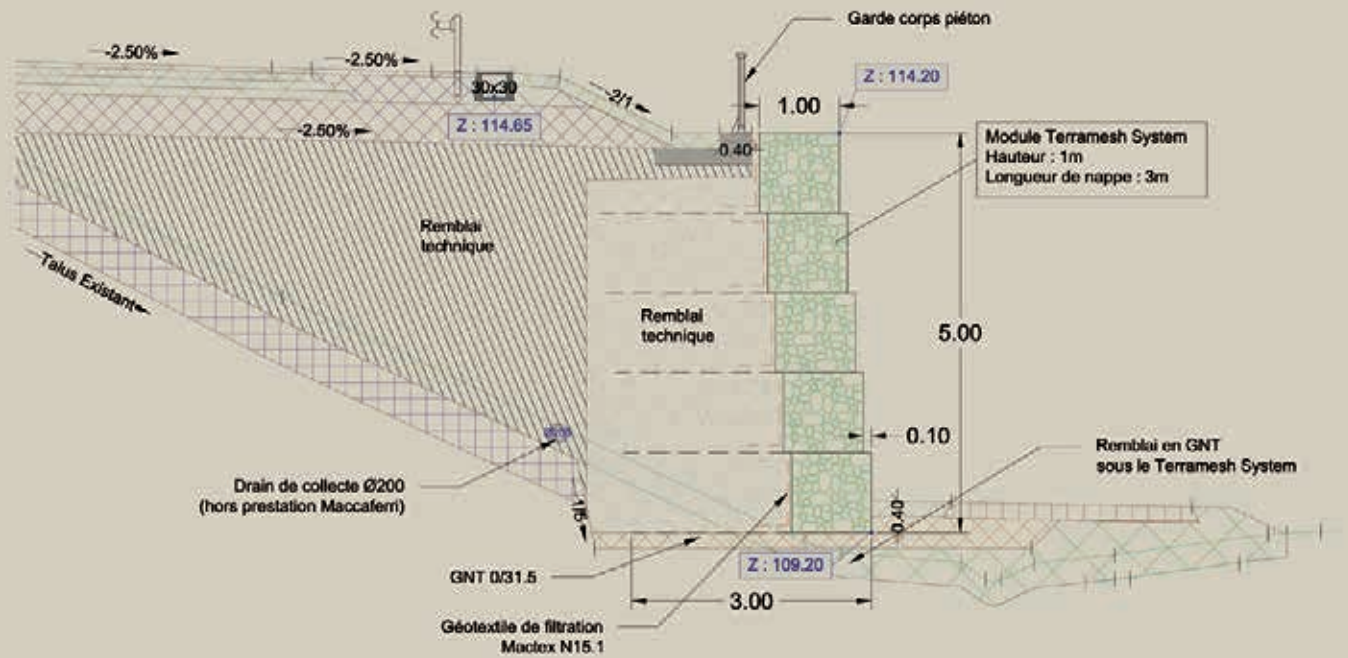 Garde corps piéton
-2.50%
-2.50%
30x30
-2/1
Z : 114.20
1.00
Z : 114.65
-2.50%
0.40
Module Terramesh System
Hauteur : 1m
Longueur de nappe : 3m
Remblai
technique
Talus Existant
Remblai
technique
5.00
0.10
Remblai en GNT
sous le Terramesh System
Drain de collecte Ø200
(hors prestation Maccaferri)
1/5
0.40
Z : 109.20
GNT 0/31.5
3.00
Géotextile de filtration
Mactex N15.1